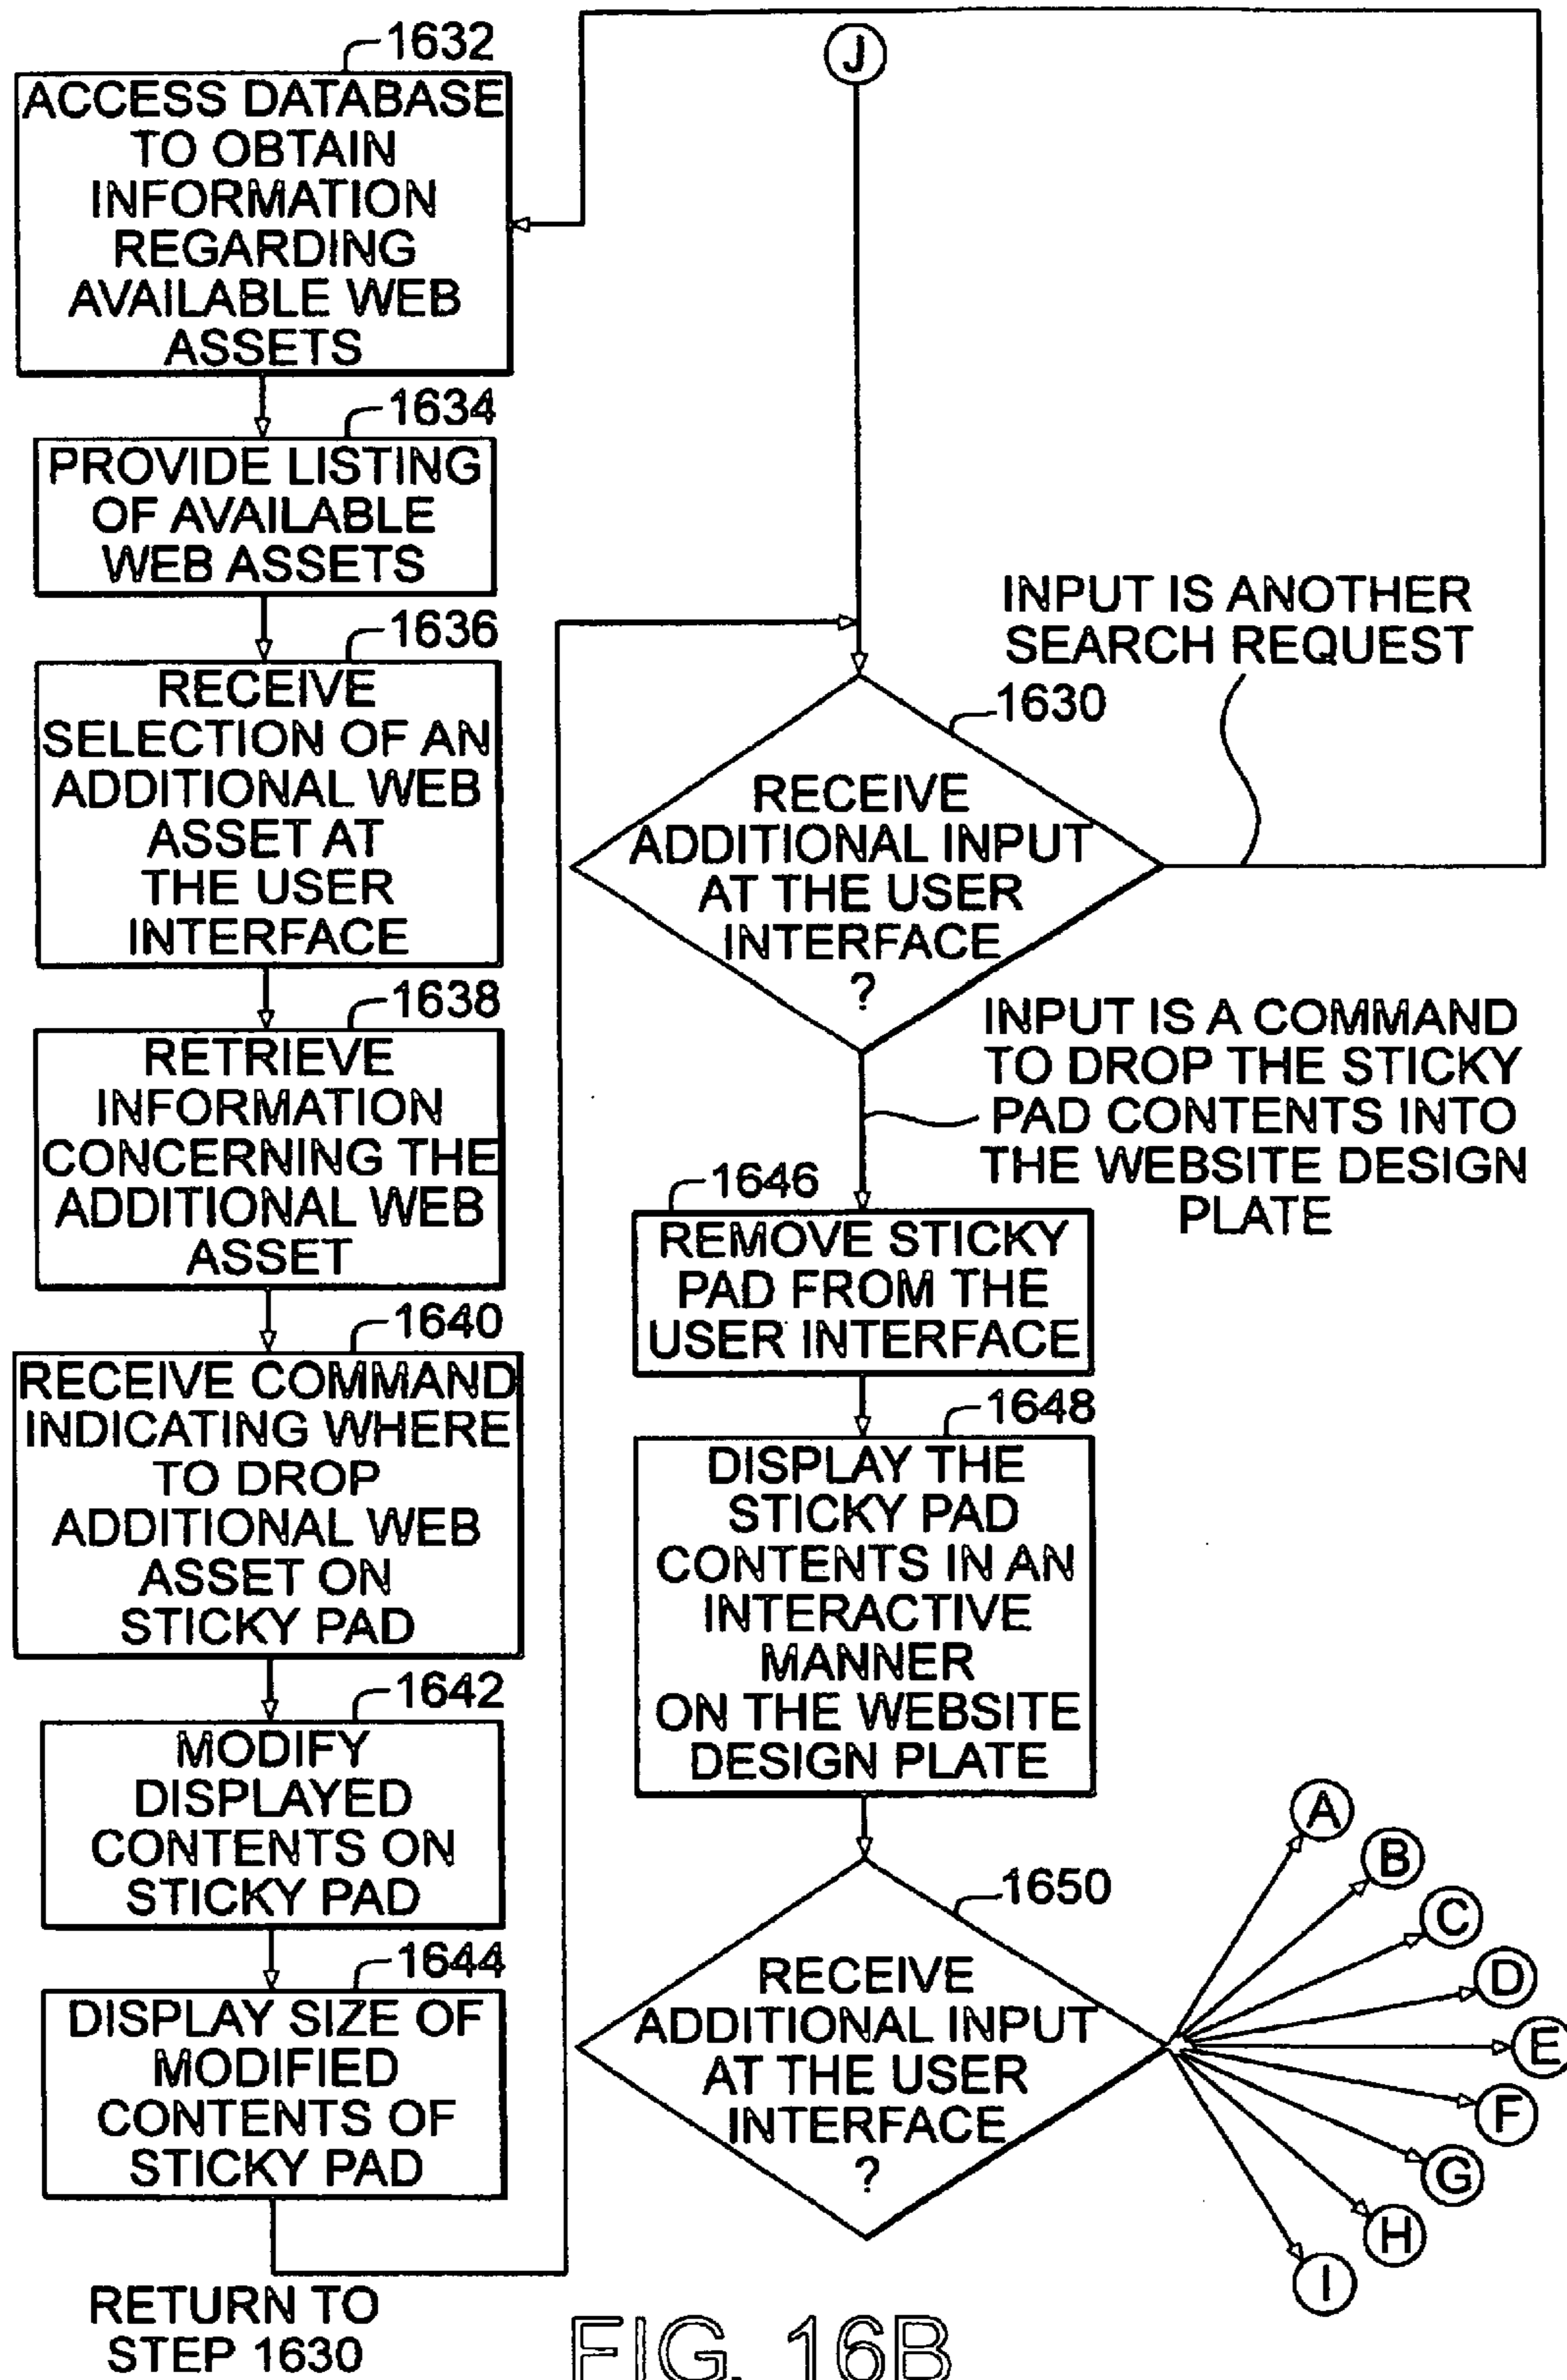 1632
ACCESS DATABASE
TO OBTAIN
INFORMATION
REGARDING
AVAILABLE WEB
ASSETS
1634
PROVIDE LISTING
OF AVAILABLE
WEB ASSETS
1636
RECEIVE
SELECTION OF AN
ADDITIONAL WEB
ASSET AT
THE USER
INTERFACE
1638
RETRIEVE
INFORMATION
CONCERNING THE
ADDITIONAL WEB
ASSET
1640
RECEIVE COMMAND
INDICATING WHERE
TO DROP
ADDITIONAL WEB
ASSET ON
STICKY PAD
1642
MODIFY
DISPLAYED
CONTENTS ON
STICKY PAD
1644
DISPLAY SIZE OF
MODIFIED
CONTENTS OF
STICKY PAD
RETURN TO
STEP 1630
J
INPUT IS ANOTHER
SEARCH REQUEST
1630
RECEIVE
ADDITIONAL INPUT
AT THE USER
INTERFACE
?
INPUT IS A COMMAND
TO DROP THE STICKY
PAD CONTENTS INTO
THE WEBSITE DESIGN
PLATE
1646
REMOVE STICKY
PAD FROM THE
USER INTERFACE
1648
DISPLAY THE
STICKY PAD
CONTENTS IN AN
INTERACTIVE
MANNER
ON THE WEBSITE
DESIGN PLATE
1650
RECEIVE
ADDITIONAL INPUT
AT THE USER
INTERFACE
?
A
B
C
D
E
F
G
H
I
FIG. 16B